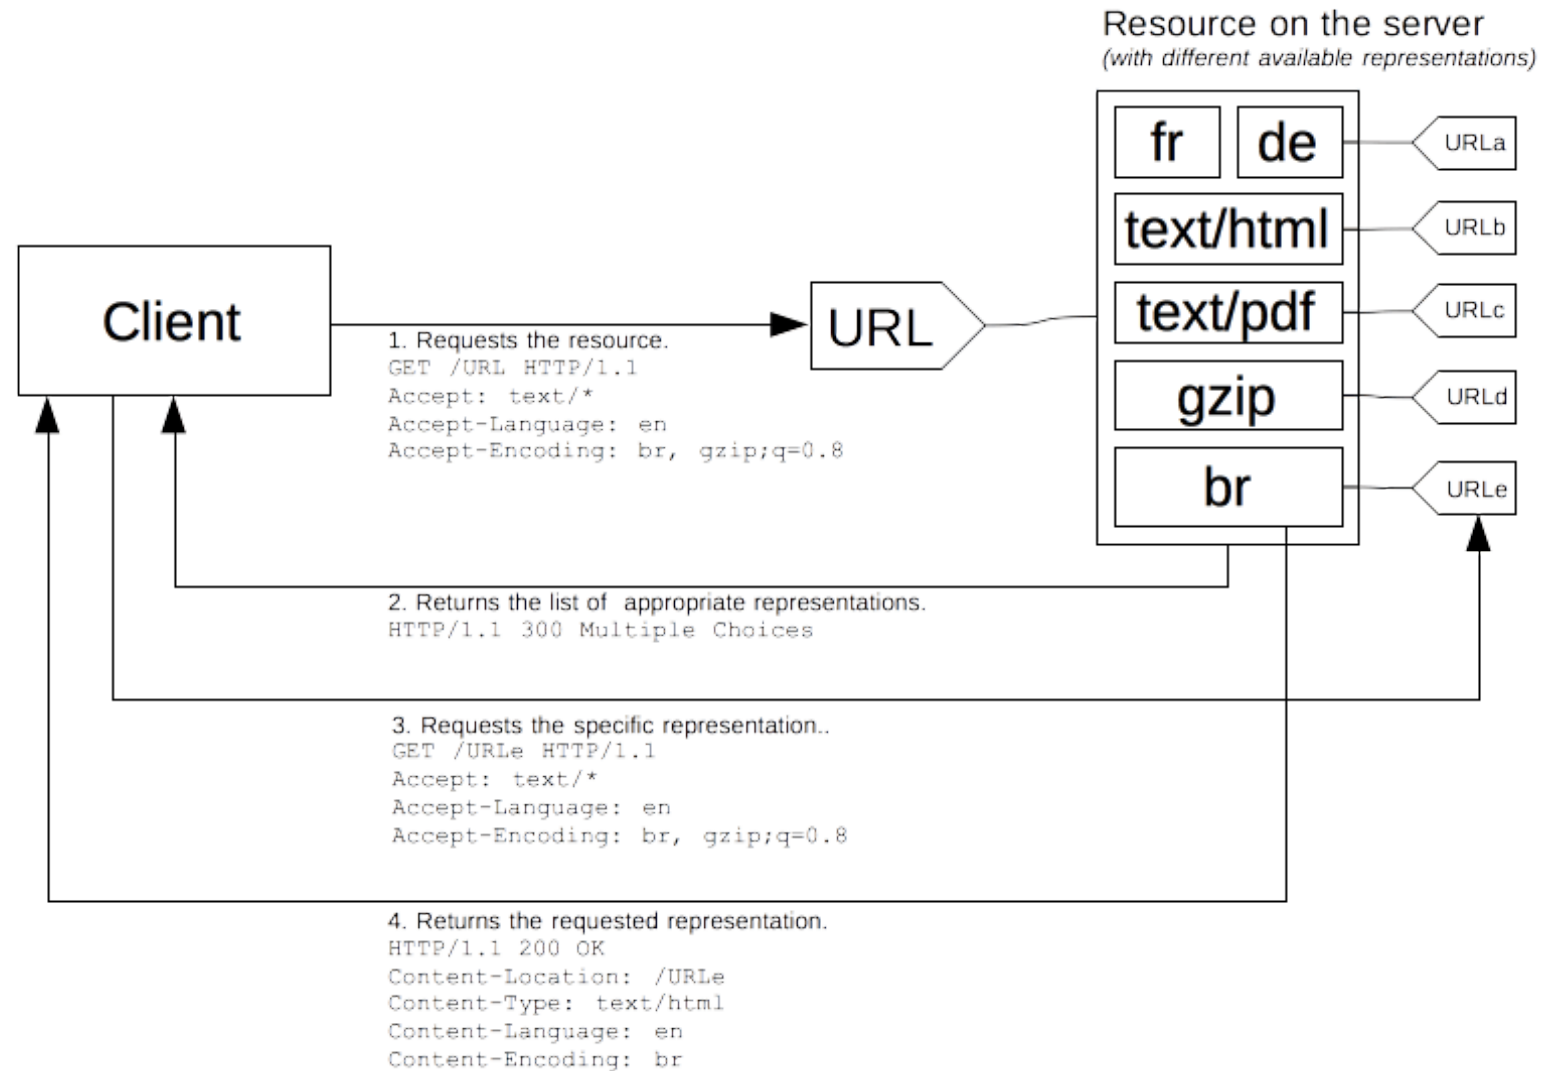 Resource on the server
(with different available representations)
fr
de
URLa
text/html
URLb
Client
URL
text/pdf
URLc
1. Requests the resource.
GET /URL HTTP/1.1
Accept: text/*
Accept-Language: en
Accept-Encoding: br, gzip;q=0.8
gzip
URLd
br
URLe
2. Returns the list of appropriate representations.
HTTP/1.1 300 Multiple Choices
3. Requests the specific representation..
GET /URLe HTTP/1.1
Accept: text/*
Accept-Language: en
Accept-Encoding: br, gzip;q=0.8
4. Returns the requested representation.
HTTP/1.1 200 OK
Content-Location: /URLe
Content-Type: text/html
Content-Language: en
Content-Encoding: br